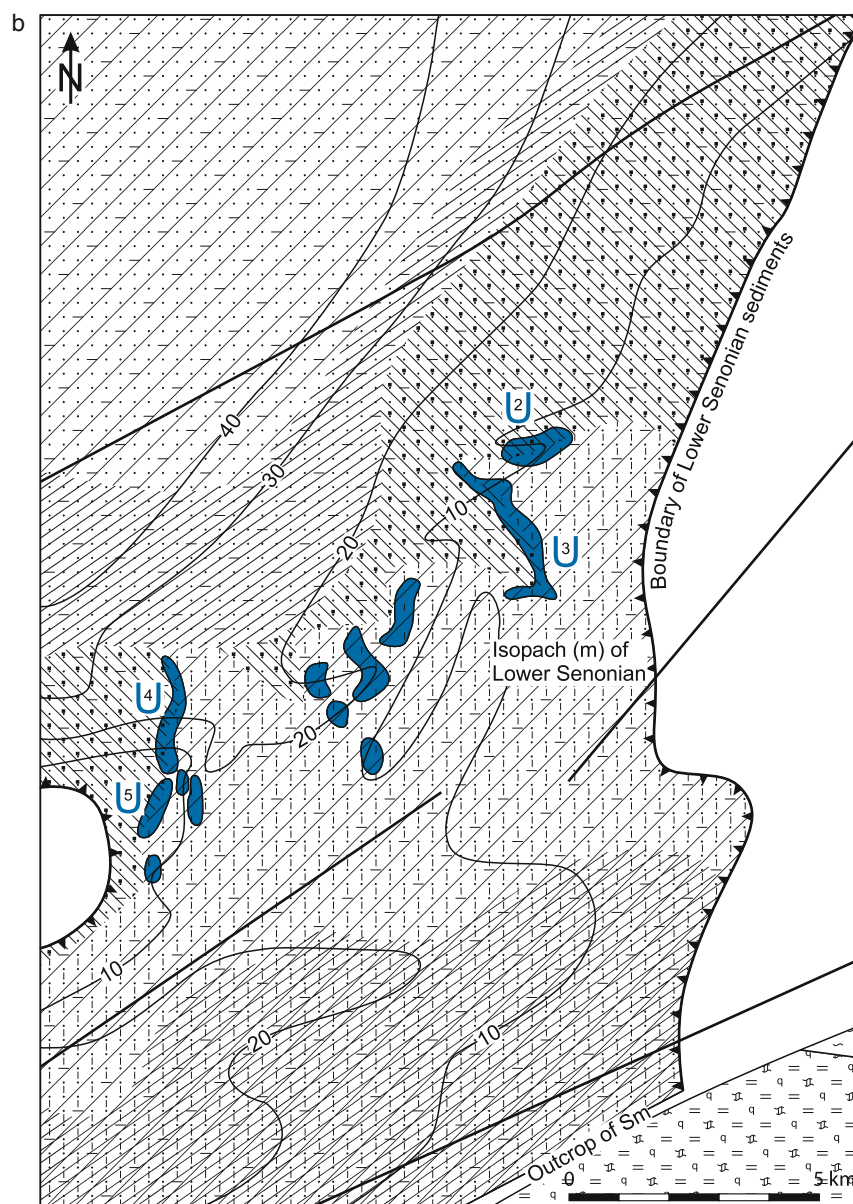 b
N
40
30
U 2
20
10
U 3
Boundary of Lower Senonian sediments
Isopach (m) of
Lower Senonian
U 4
20
U 5
10
20
10
Outcrop of Sm
0 5 km